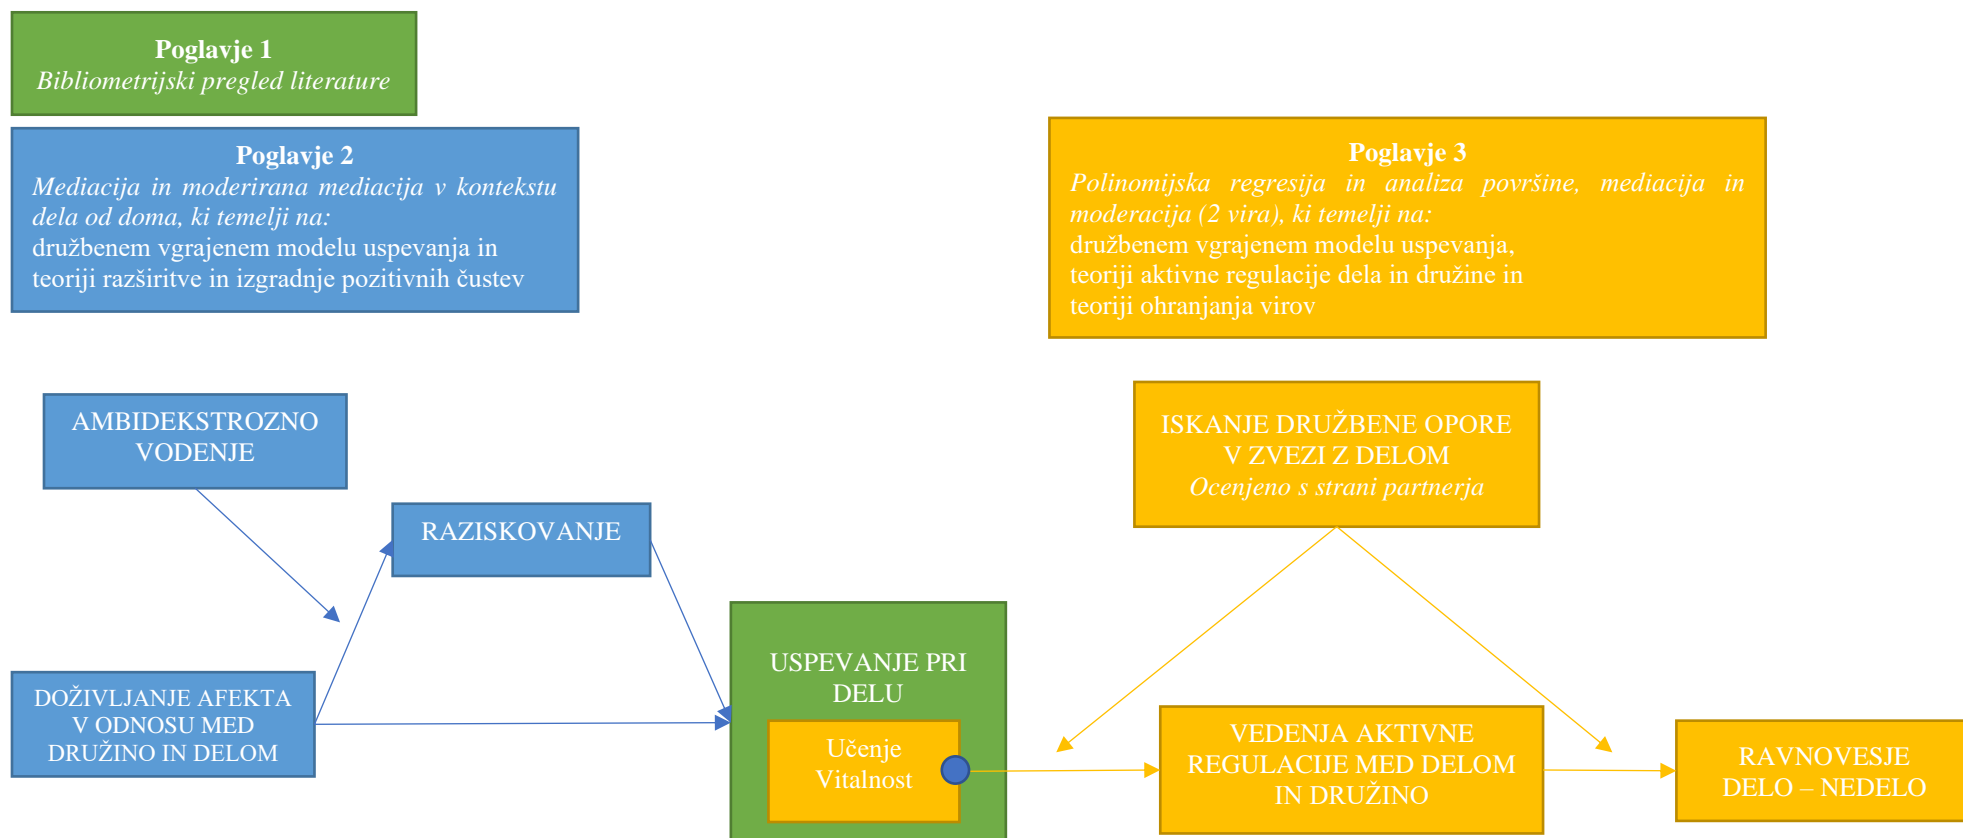 Poglavje 1
Bibliometrijski pregled literature
Poglavje 2
Mediacija in moderirana mediacija v kontekstu
dela od doma, ki temelji na:
družbenem vgrajenem modelu uspevanja in
teoriji razširitve in izgradnje pozitivnih čustev
Poglavje 3
Polinomijska regresija in analiza površine, mediacija in
moderacija (2 vira), ki temelji na:
družbenem vgrajenem modelu uspevanja,
teoriji aktivne regulacije dela in družine in
teoriji ohranjanja virov
AMBIDEKSTROZNO
VODENJE
RAZISKOVANJE
DOŽIVLJANJE AFEKTA
V ODNOSU MED
DRUŽINO IN DELOM
USPEVANJE PRI
DELU
Učenje
Vitalnost
ISKANJE DRUŽBENE OPORE
V ZVEZI Z DELOM
Ocenjeno s strani partnerja
VEDENJA AKTIVNE
REGULACIJE MED DELOM
IN DRUŽINO
RAVNOVESJE
DELO – NEDELO